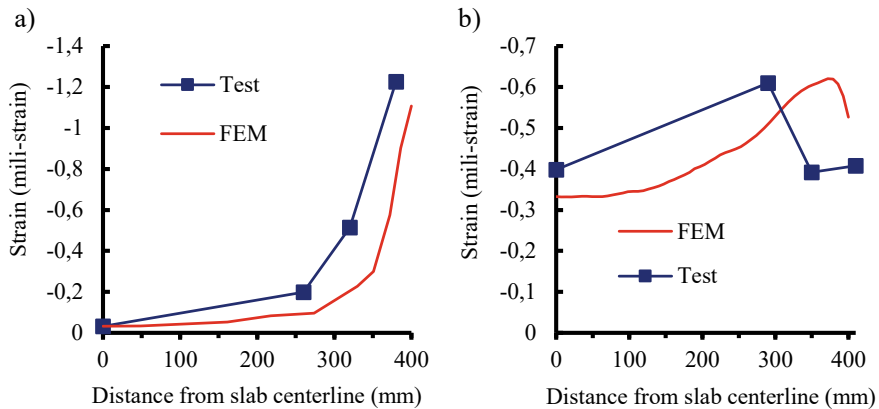 a)
Strain (mili-strain)
-1,4
-1.2
-1
-0.8
-0.6
-0.4
-0,2
0
Test
FEM
0
100
200
300
400
Distance from slab centerline (mm)
b)
Strain (mili-strain)
-0,7
-0.6
-0.5
-0.4
-0.3
-0.2
-0,1
0
FEM
Test
0
100
200
300
400
Distance from slab centerline (mm)